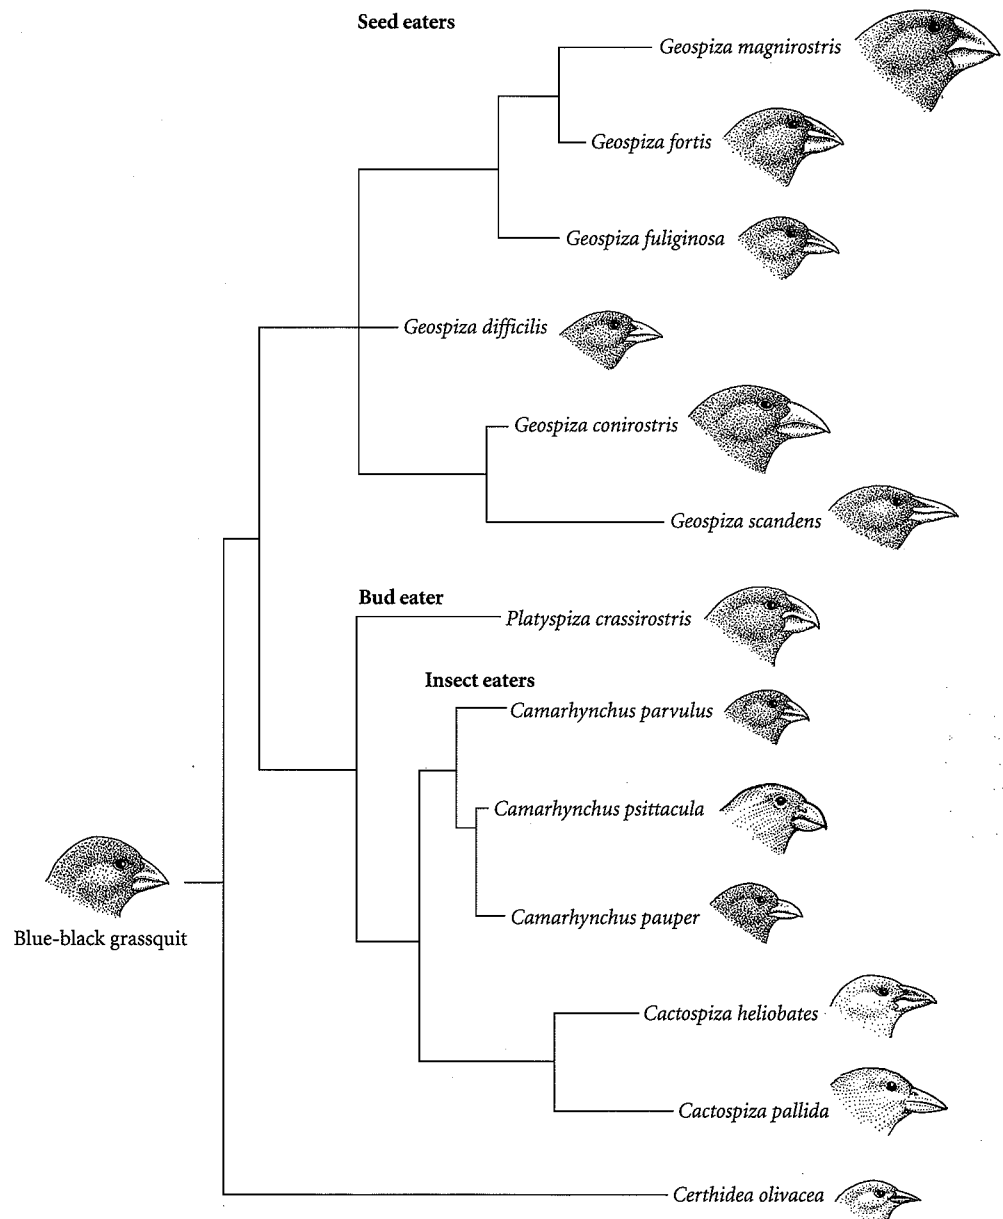 Seed eaters
Geospiza magnirostris
Geospiza fortis
Geospiza fuliginosa
Geospiza difficilis
Geospiza conirostris
Geospiza scandens
Bud eater
Platyspiza crassirostris
Insect eaters
Camarhynchus parvulus
Camarhynchus psittacula
Camarhynchus pauper
Blue-black grassquit
Cactospiza heliobates
Cactospiza pallida
Certhidea olivacea